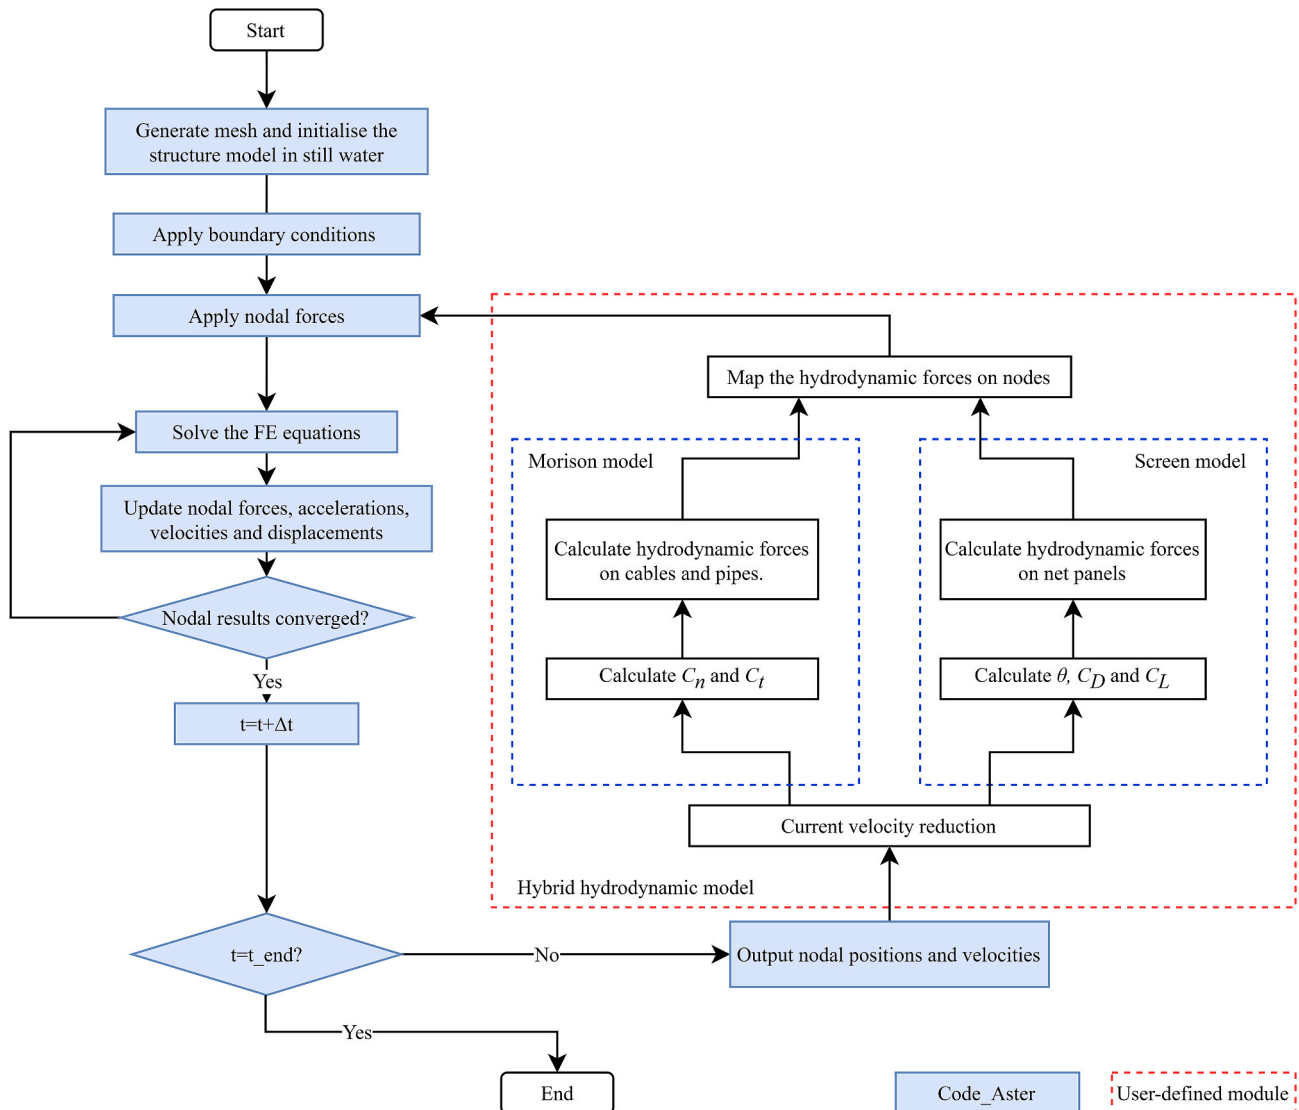 Start
Generate mesh and initialise the
structure model in still water
Apply boundary conditions
Apply nodal forces
Solve the FE equations
Update nodal forces, accelerations,
velocities and displacements
Nodal results converged?
Yes
t=t+Δt
t=t_end?
No
Yes
End
Output nodal positions and velocities
Hybrid hydrodynamic model
Current velocity reduction
Morison model
Calculate Cn and Ct
Calculate hydrodynamic forces
on cables and pipes.
Screen model
Calculate θ, CD and CL
Calculate hydrodynamic forces
on net panels
Map the hydrodynamic forces on nodes
Code_Aster
User-defined module